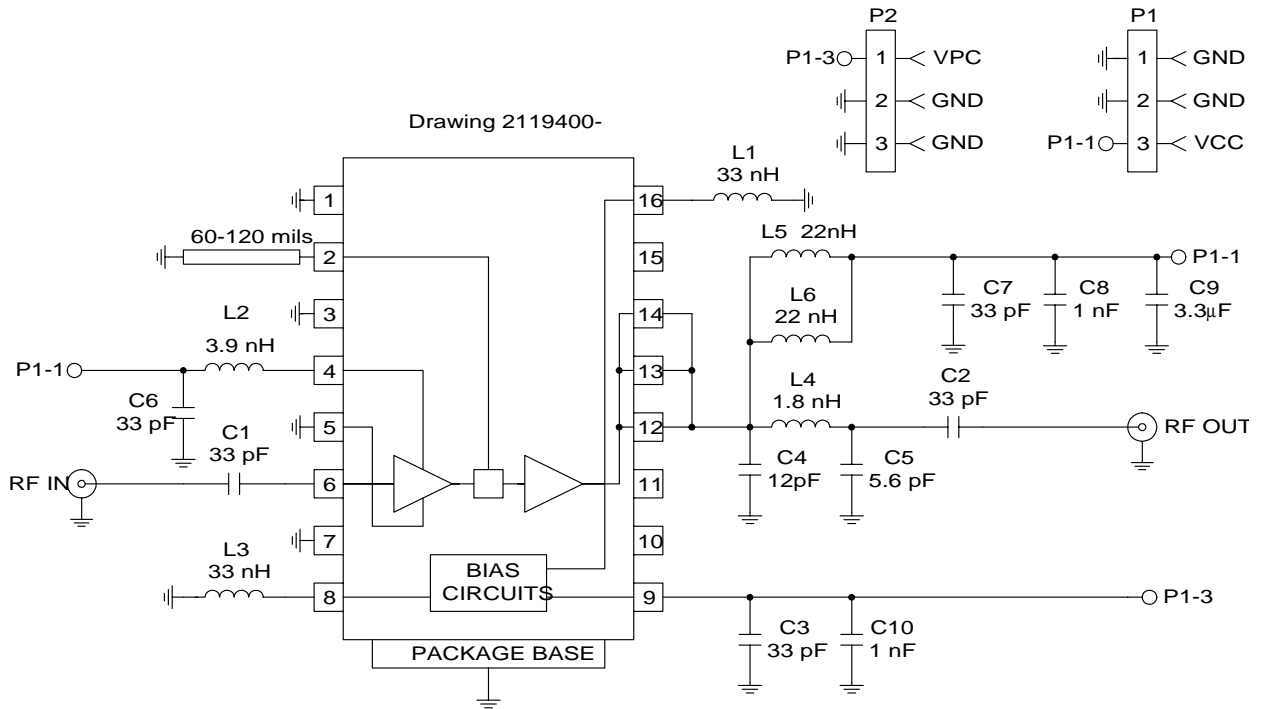 P2
P1
P1-3 1 VPC
1 GND
2 GND
2 GND
3 GND
P1-1 3 VCC
Drawing 2119400-
L1
33 nH
1
16
60-120 mils
2
15
L5 22nH
P1-1
L6
22 nH
C7
33 pF
C8
1 nF
C9
3.3μF
3
14
L2
3.9 nH
P1-1
4
13
C6
33 pF
L4
1.8 nH
C2
33 pF
5
12
RF OUT
C1
33 pF
C4
12pF
C5
5.6 pF
RF IN
6
11
7
10
L3
33 nH
8
BIAS
CIRCUITS
9
P1-3
C3
33 pF
C10
1 nF
PACKAGE BASE